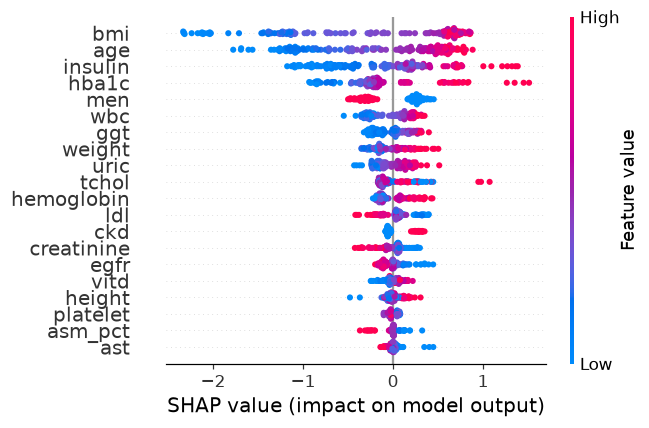 High
bmi
age
insulin
hba1c
men
wbc
ggt
weight
uric
tchol
hemoglobin
ldl
ckd
creatinine
egfr
vitd
height
platelet
asm_pct
ast
Feature value
Low
−2 −1 0 1
SHAP value (impact on model output)